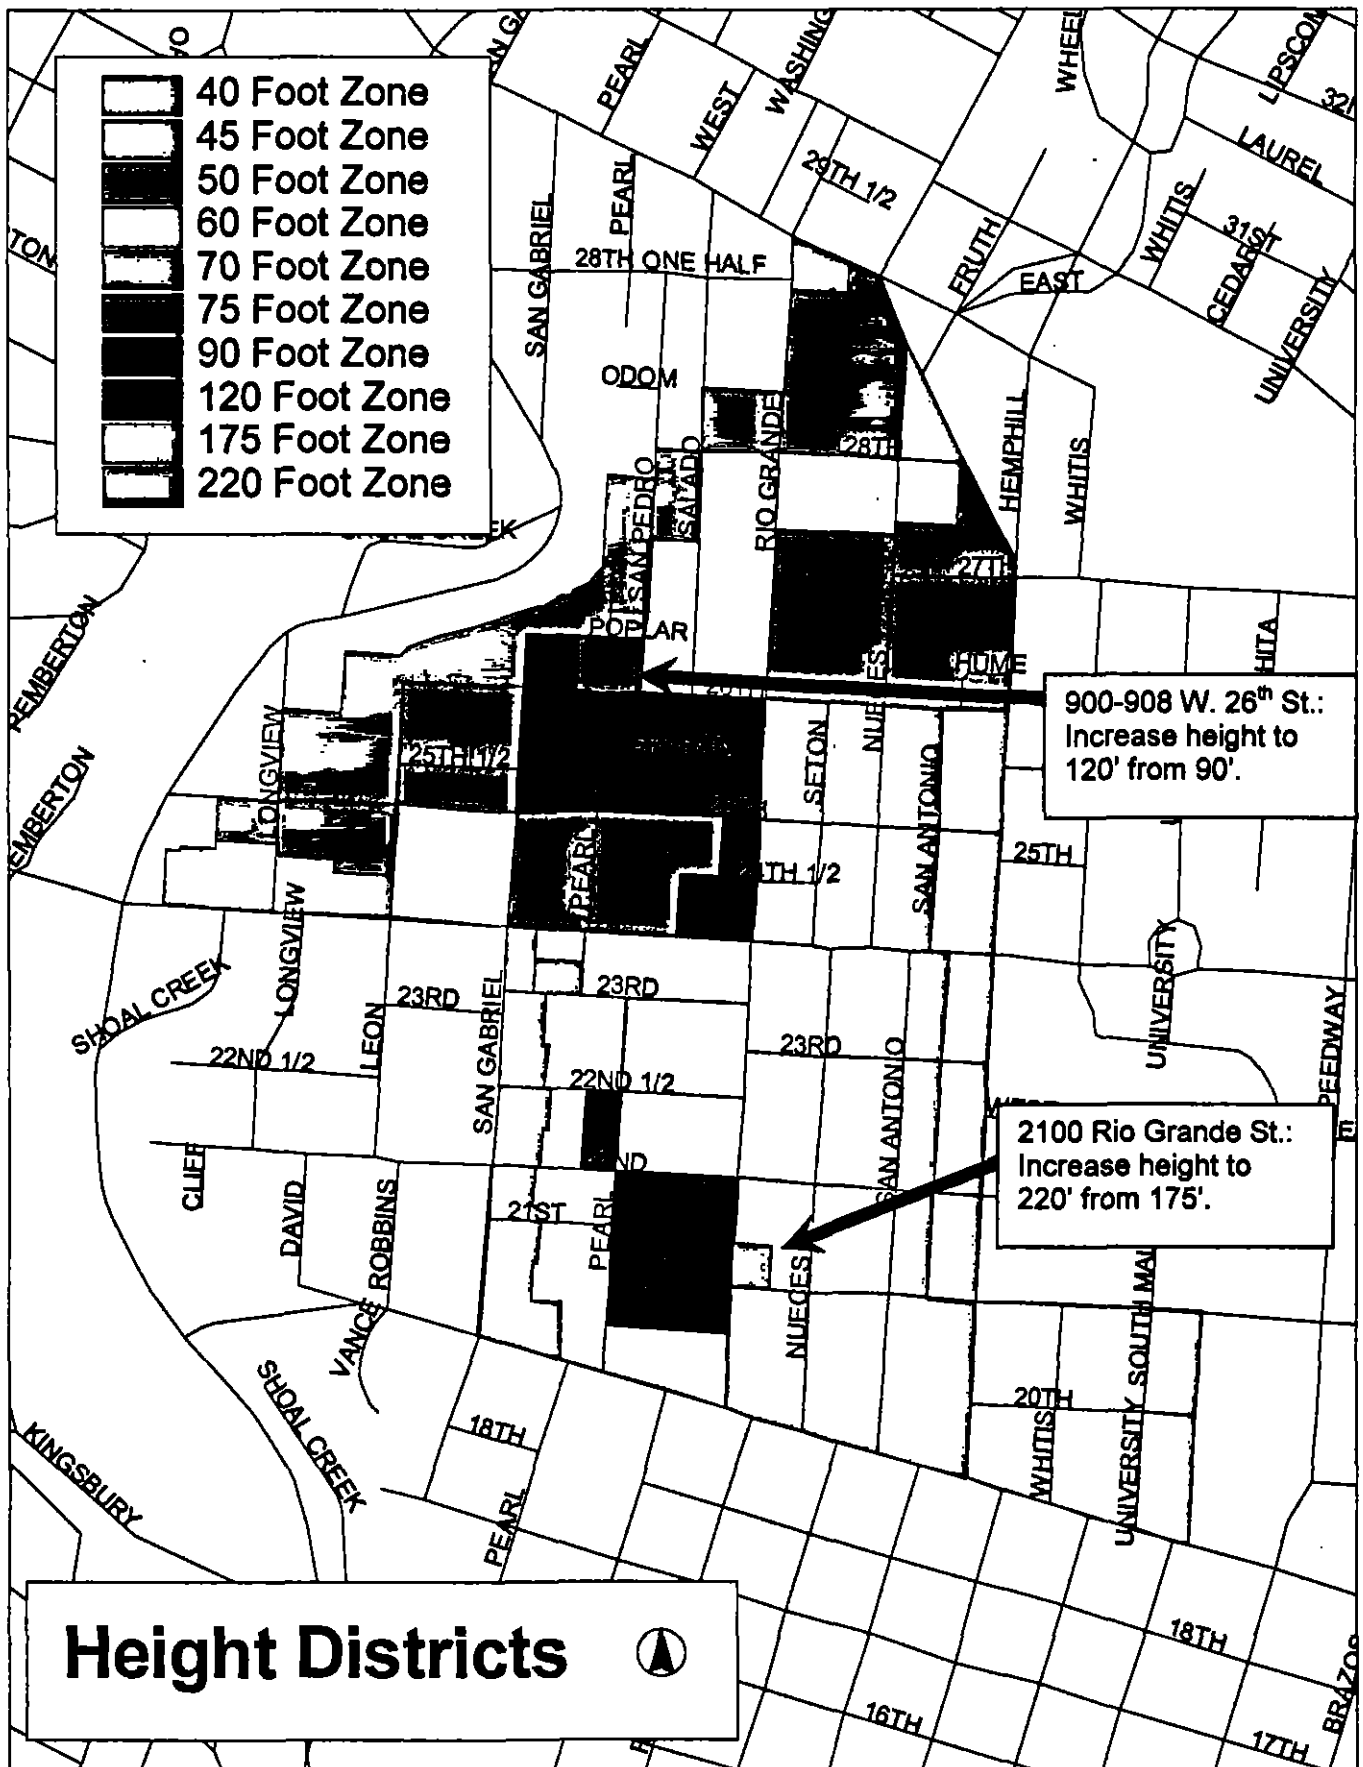 40 Foot Zone
45 Foot Zone
50 Foot Zone
60 Foot Zone
70 Foot Zone
75 Foot Zone
90 Foot Zone
120 Foot Zone
175 Foot Zone
220 Foot Zone
PEARL
WEST
WHEEL
LIPSCOM
LAUREL
29TH 1/2
SAN GABRIEL
PEARL
28TH ONE HALF
FRUTH
EAST
WHITIS
31ST
CEDAR
UNIVERSITY
ODOM
RIO GRANDE
28TH
HEMPHILL
WHITIS
SAN PEDRO
SALADO
27TH
POPLAR
HUME
PEMBERTON
EMBERTON
900-908 W. 26th St.:
Increase height to
120' from 90'.
LONGVIEW
25TH 1/2
SETON
SAN ANTONIO
25TH
PEARL
TH 1/2
LONGVIEW
SHOAL CREEK
LEON
23RD
SAN GABRIEL
23RD
23RD
UNIVERSITY
PEEDWAY
22ND 1/2
22ND 1/2
SAN ANTONIO
2100 Rio Grande St.:
Increase height to
220' from 175'.
CLIFF
DAVID
ROBBINS
VANCE
21ST
PEARL
NUECES
UNIVERSITY SOUTH MAL
20TH
WHITIS
SHOAL CREEK
18TH
PEARL
KINGSBURY
Height Districts
18TH
16TH
17TH
BRAZOS